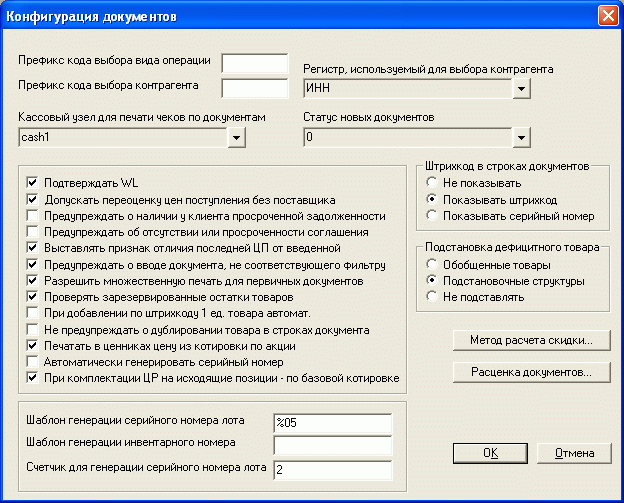 Конфигурация документов
Префикс кода выбора вида операции
Префикс кода выбора контрагента
Регистр, используемый для выбора контрагента
ИНН
Кассовый узел для печати чеков по документам
cash1
Статус новых документов
0
Подтверждать WL
Допускать переоценку цен поступления без поставщика
Предупреждать о наличии у клиента просроченной задолженности
Предупреждать об отсутствии или просроченности соглашения
Выставлять признак отличия последней ЦП от введенной
Предупреждать о вводе документа, не соответствующего фильтру
Разрешить множественную печать для первичных документов
Проверять зарезервированные остатки товаров
При добавлении по штрихкоду 1 ед. товара автомат.
Не предупреждать о дублировании товара в строках документа
Печатать в ценниках цену из котировки по акции
Автоматически генерировать серийный номер
При комплектации ЦР на исходящие позиции - по базовой котировке
Штрихкод в строках документов
Не показывать
Показывать штрихкод
Показывать серийный номер
Подстановка дефицитного товара
Обобщенные товары
Подстановочные структуры
Не подставлять
Метод расчета скидки...
Расценка документов...
Шаблон генерации серийного номера лота
%05
Шаблон генерации инвентарного номера
Счетчик для генерации серийного номера лота
2
OK
Отмена